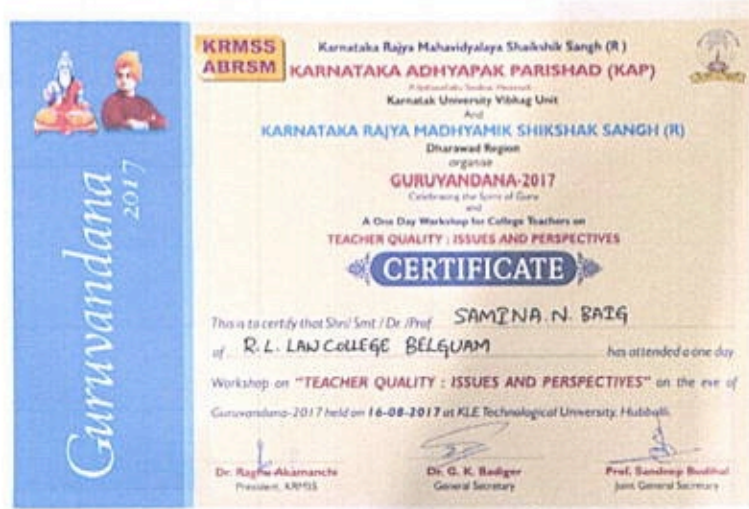 Guruvandana
2017
KRMSS
ABRSM
Karnataka Rajya Mahavidyalaya Shaikshik Sangh (R )
KARNATAKA ADHYAPAK PARISHAD (KAP)
Karnatak University Vibhag Unit
And
KARNATAKA RAJYA MADHYAMIK SHIKSHAK SANGH (R)
Dharawad Region
organise
GURUVANDANA-2017
Celebrating the Spirit of Guru
and
A One Day Workshop for College Teachers on
TEACHER QUALITY : ISSUES AND PERSPECTIVES
CERTIFICATE
This is to certify that Shri/ Smt / Dr. /Prof SAMINA. N. BAIG
of R. L. LAW COLLEGE BELGUAM has attended a one day
Workshop on "TEACHER QUALITY : ISSUES AND PERSPECTIVES" on the eve of
Guruvandana-2017 held on 16-08-2017 at KLE Technological University, Hubballi.
Dr. Raghu Akamanchi
President, KRMSS
Dr. G. K. Badiger
General Secretary
Prof. Sandeep Budihal
Joint General Secretary